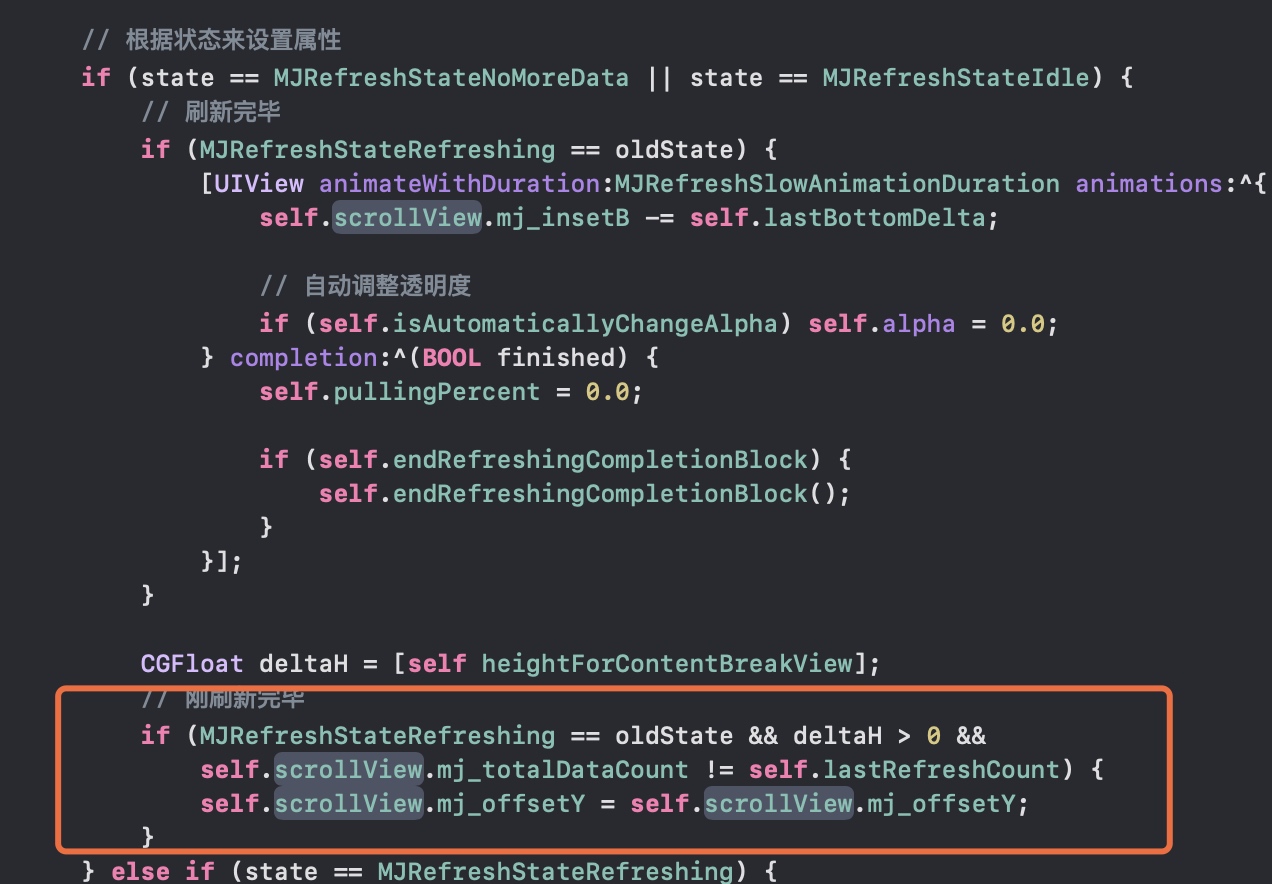 // 根据状态来设置属性
if (state == MJRefreshStateNoMoreData || state == MJRefreshStateIdle) {
// 刷新完毕
if (MJRefreshStateRefreshing == oldState) {
[UIView animateWithDuration:MJRefreshSlowAnimationDuration animations:^{
self.scrollView.mj_insetB -= self.lastBottomDelta;
// 自动调整透明度
if (self.isAutomaticallyChangeAlpha) self.alpha = 0.0;
} completion:^(BOOL finished) {
self.pullingPercent = 0.0;
if (self.endRefreshingCompletionBlock) {
self.endRefreshingCompletionBlock();
}
}];
}
CGFloat deltaH = [self heightForContentBreakView];
// 刚刷新完毕
if (MJRefreshStateRefreshing == oldState && deltaH > 0 &&
self.scrollView.mj_totalDataCount != self.lastRefreshCount) {
self.scrollView.mj_offsetY = self.scrollView.mj_offsetY;
}
} else if (state == MJRefreshStateRefreshing) {